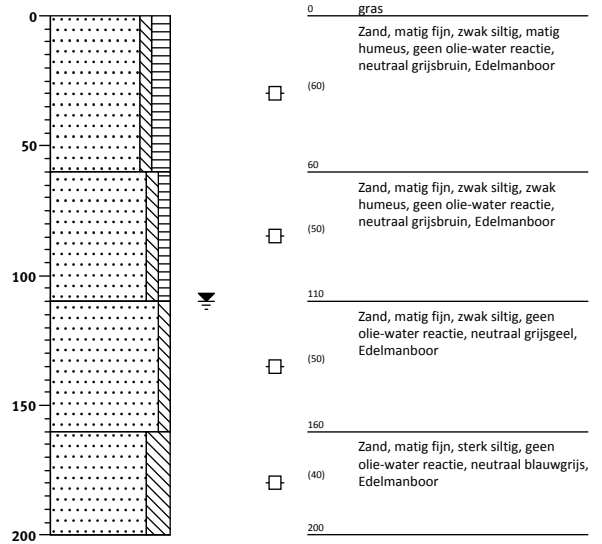 0
50
100
150
200
0 gras
Zand, matig fijn, zwak siltig, matig
humeus, geen olie-water reactie,
neutraal grijsbruin, Edelmanboor
(60)
60
Zand, matig fijn, zwak siltig, zwak
humeus, geen olie-water reactie,
neutraal grijsbruin, Edelmanboor
(50)
110
Zand, matig fijn, zwak siltig, geen
olie-water reactie, neutraal grijsgeel,
Edelmanboor
(50)
160
Zand, matig fijn, sterk siltig, geen
olie-water reactie, neutraal blauwgrijs,
Edelmanboor
(40)
200